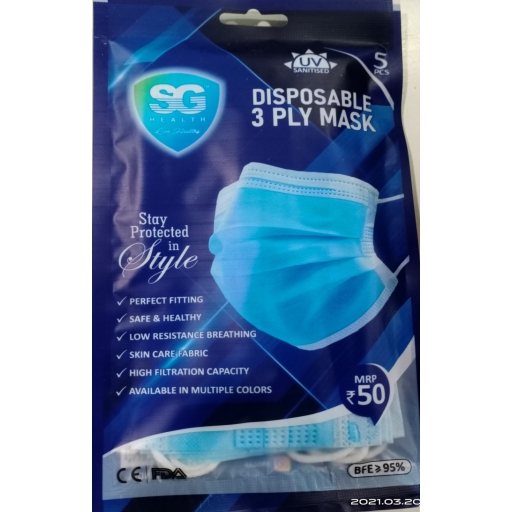 UV
SANITISED
5
PCS
SG
HEALTH
Live Healthy
DISPOSABLE
3 PLY MASK
Stay
Protected
in
Style
✓ PERFECT FITTING
✓ SAFE & HEALTHY
✓ LOW RESISTANCE BREATHING
✓ SKIN CARE FABRIC
✓ HIGH FILTRATION CAPACITY
✓ AVAILABLE IN MULTIPLE COLORS
MRP
₹50
CE FDA
BFE ≥ 95%
2021.03.20